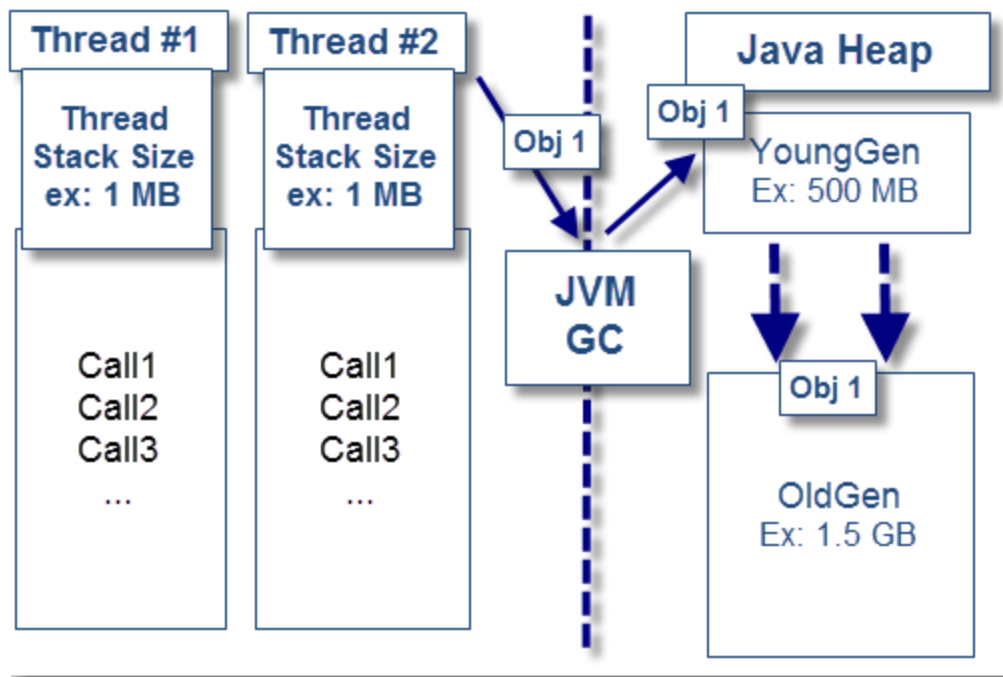 Thread #1
Thread
Stack Size
ex: 1 MB
Call1
Call2
Call3
...
Thread #2
Thread
Stack Size
ex: 1 MB
Call1
Call2
Call3
...
Obj 1
JVM
GC
Java Heap
Obj 1
YoungGen
Ex: 500 MB
Obj 1
OldGen
Ex: 1.5 GB